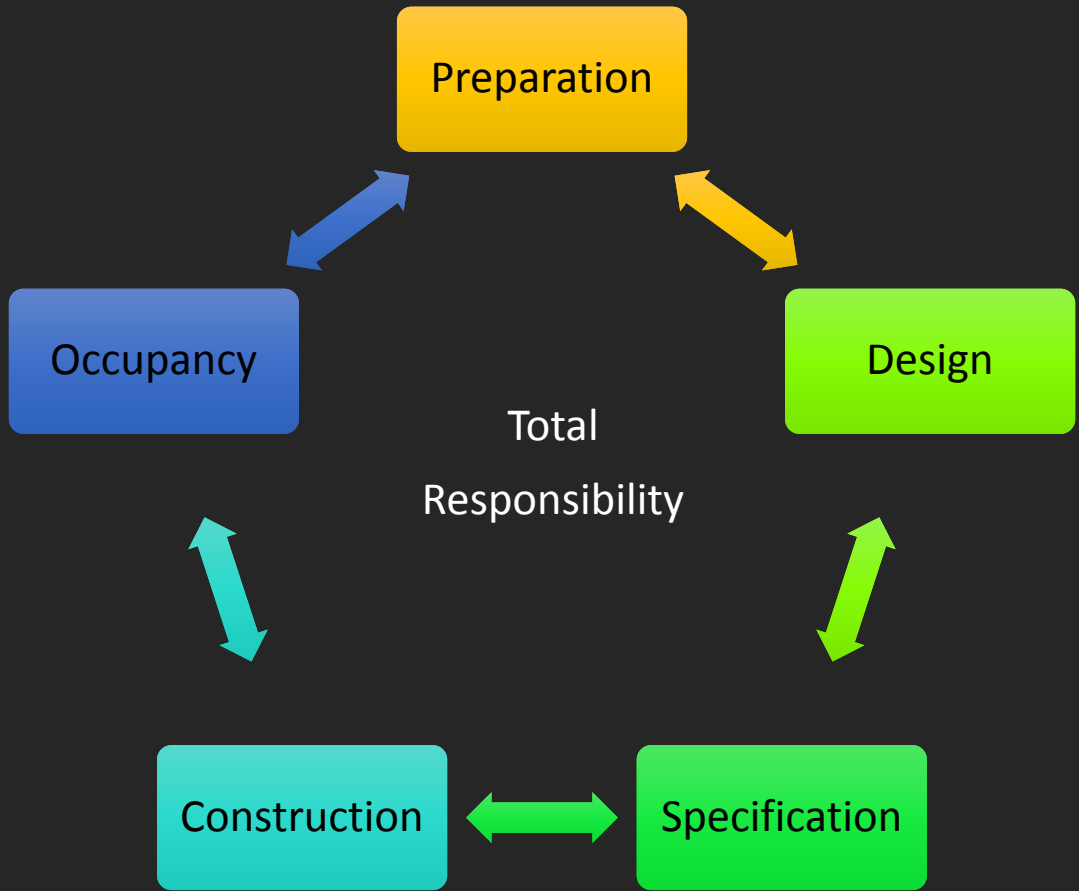 Preparation
Occupancy
Design
Total
Responsibility
Construction
Specification